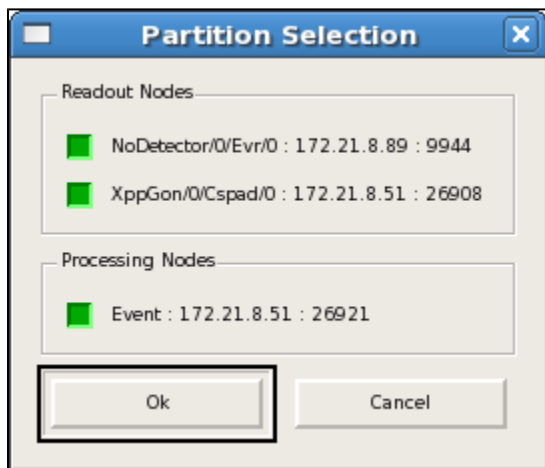 Partition Selection
Readout Nodes
NoDetector/0/Evr/0 : 172.21.8.89 : 9944
XppGon/0/Cspad/0 : 172.21.8.51 : 26908
Processing Nodes
Event : 172.21.8.51 : 26921
Ok Cancel